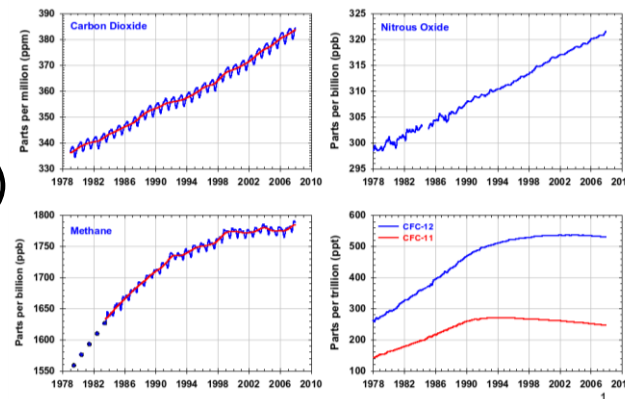 Carbon Dioxide
Parts per million (ppm)
390
380
370
360
350
340
330
1978 1982 1986 1990 1994 1998 2002 2006 2010
Nitrous Oxide
Parts per billion (ppb)
325
320
315
310
305
300
295
1978 1982 1986 1990 1994 1998 2002 2006 2010
Methane
Parts per billion (ppb)
1800
1750
1700
1650
1600
1550
1978 1982 1986 1990 1994 1998 2002 2006 2010
CFC-12
CFC-11
Parts per trillion (ppt)
600
500
400
300
200
100
1978 1982 1986 1990 1994 1998 2002 2006 2010
)
1